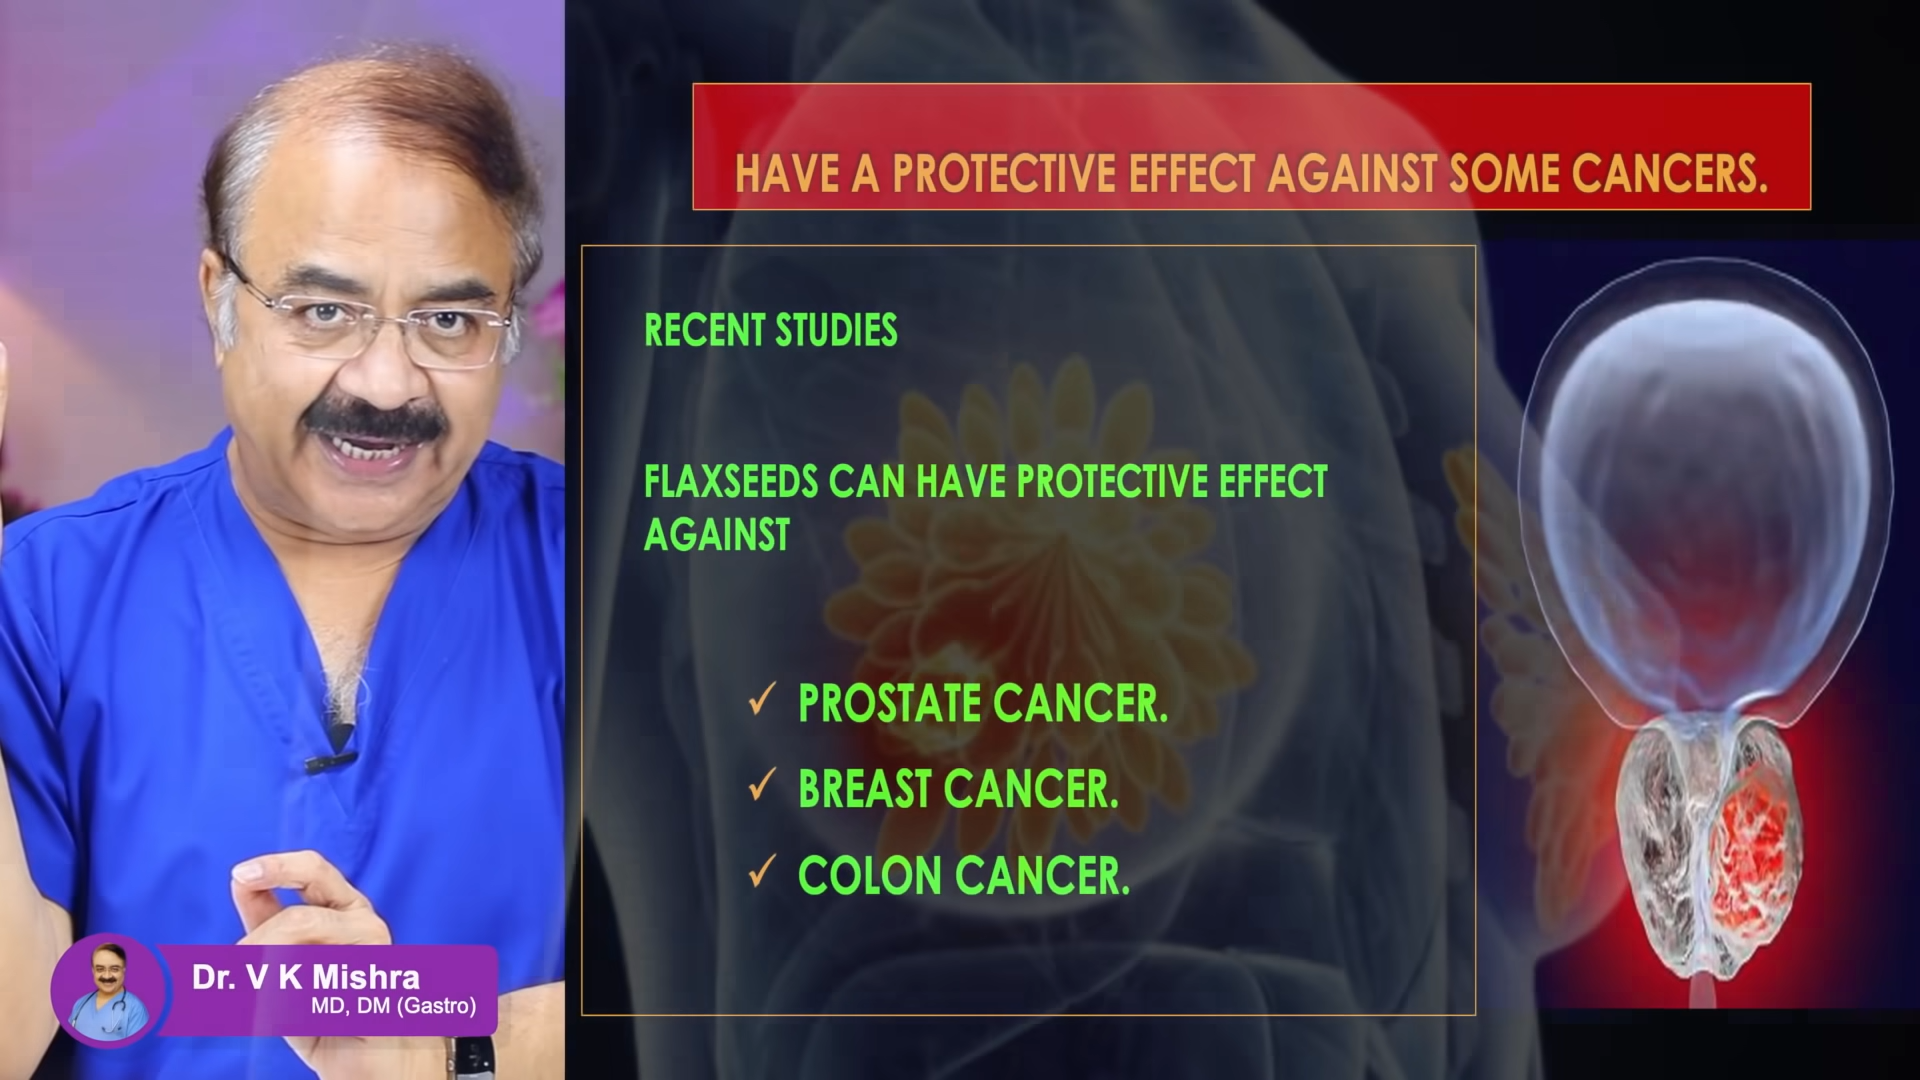 HAVE A PROTECTIVE EFFECT AGAINST SOME CANCERS.
RECENT STUDIES
FLAXSEEDS CAN HAVE PROTECTIVE EFFECT
AGAINST
✓ PROSTATE CANCER.
✓ BREAST CANCER.
✓ COLON CANCER.
Dr. V K Mishra
MD, DM (Gastro)